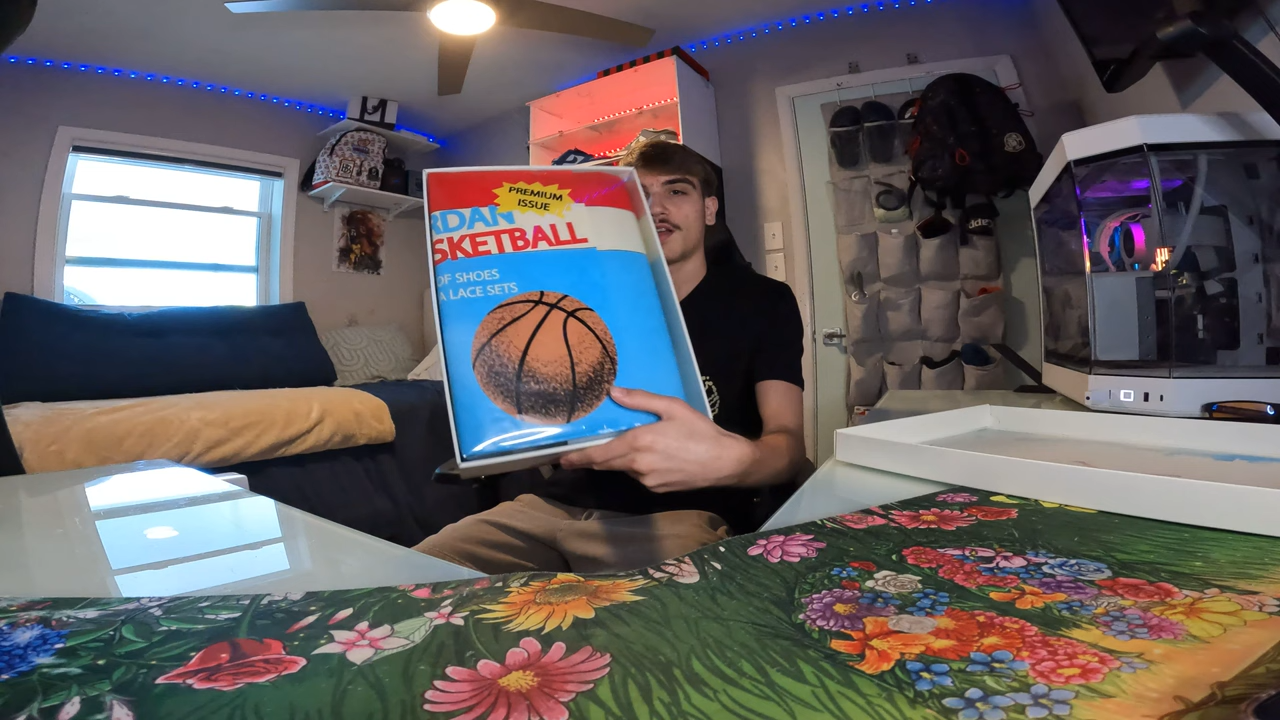 PREMIUM
ISSUE
RDAN
SKETBALL
OF SHOES
A LACE SETS